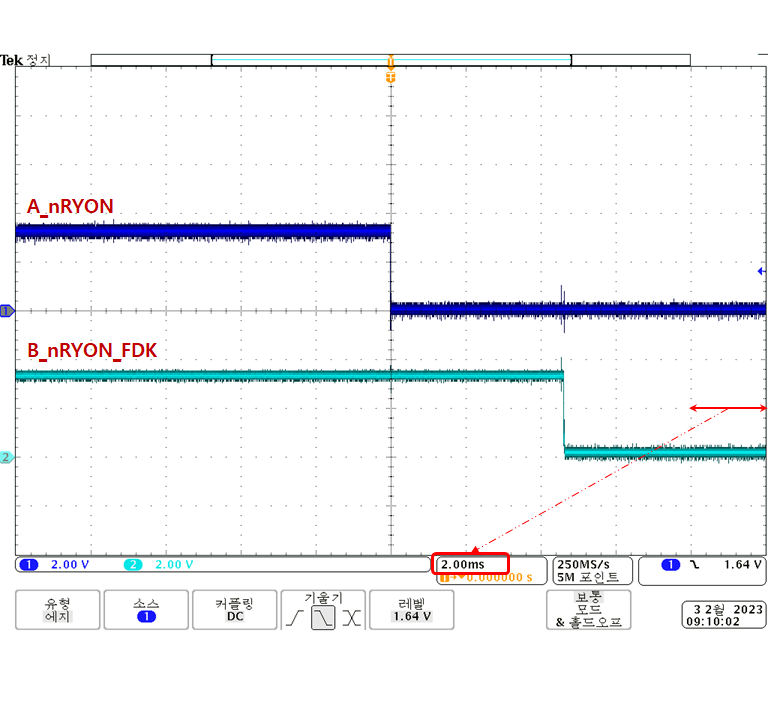 Tek 정지
T
T
A_nRYON
1
B_nRYON_FDK
2
1 2.00 V 2 2.00 V 2.00ms 250MS/s 1 1.64 V
0.000000 s 5M 포인트
유형 소스 커플링 기울기 레벨 보통
에지 1 DC 1.64 V 모드
& 홀드오프
3 2월 2023
09:10:02